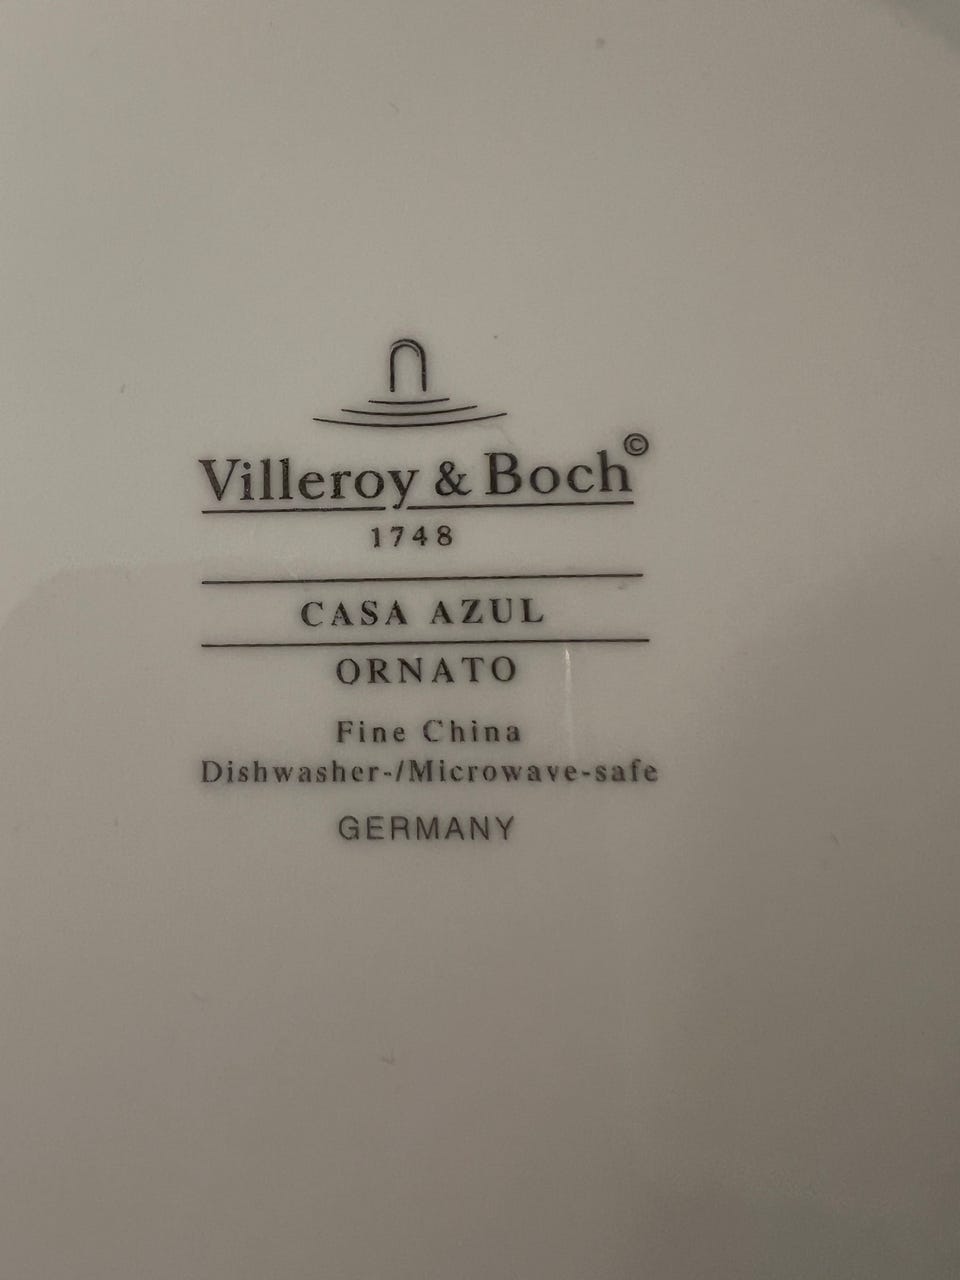 Villeroy & Boch©
1748
CASA AZUL
ORNATO
Fine China
Dishwasher-/Microwave-safe
GERMANY